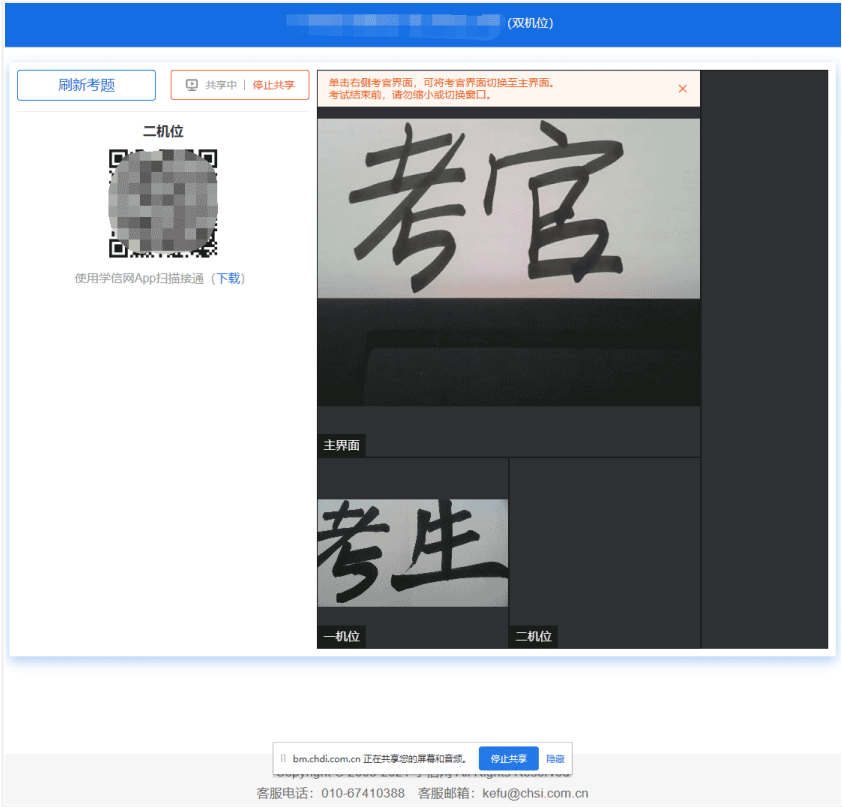 (双机位)
刷新考题
共享中 | 停止共享
二机位
使用学信网App扫描接通（下载）
单击右侧考官界面，可将考官界面切换至主界面。
考试结束前，请勿缩小或切换窗口。
考官
主界面
考生
一机位
二机位
bm.chdi.com.cn 正在共享您的屏幕和音频。 停止共享 隐藏
客服电话：010-67410388 客服邮箱：kefu@chsi.com.cn